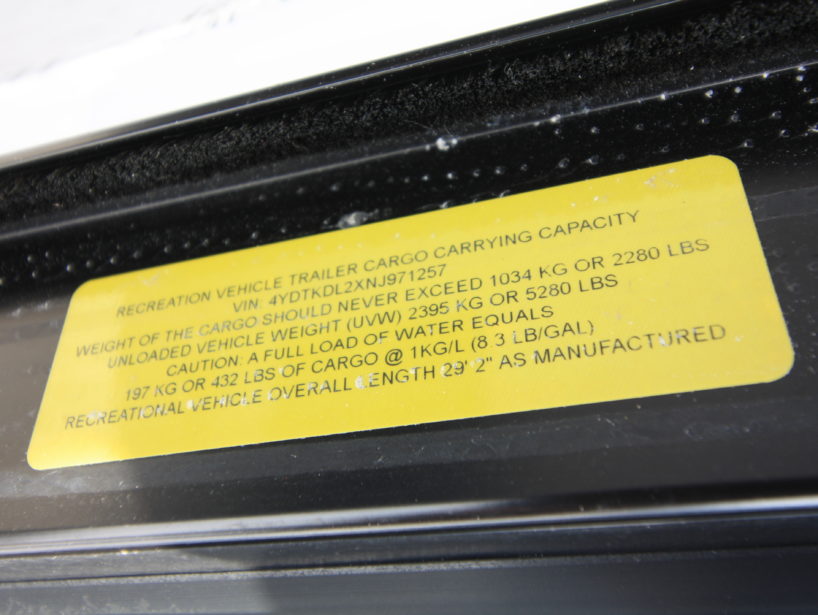 RECREATION VEHICLE TRAILER CARGO CARRYING CAPACITY
VIN: 4YDTKDL2XNJ971257
WEIGHT OF THE CARGO SHOULD NEVER EXCEED 1034 KG OR 2280 LBS
UNLOADED VEHICLE WEIGHT (UVW) 2395 KG OR 5280 LBS
CAUTION: A FULL LOAD OF WATER EQUALS
197 KG OR 432 LBS OF CARGO @ 1KG/L (8.3 LB/GAL)
RECREATIONAL VEHICLE OVERALL LENGTH 29' 2" AS MANUFACTURED